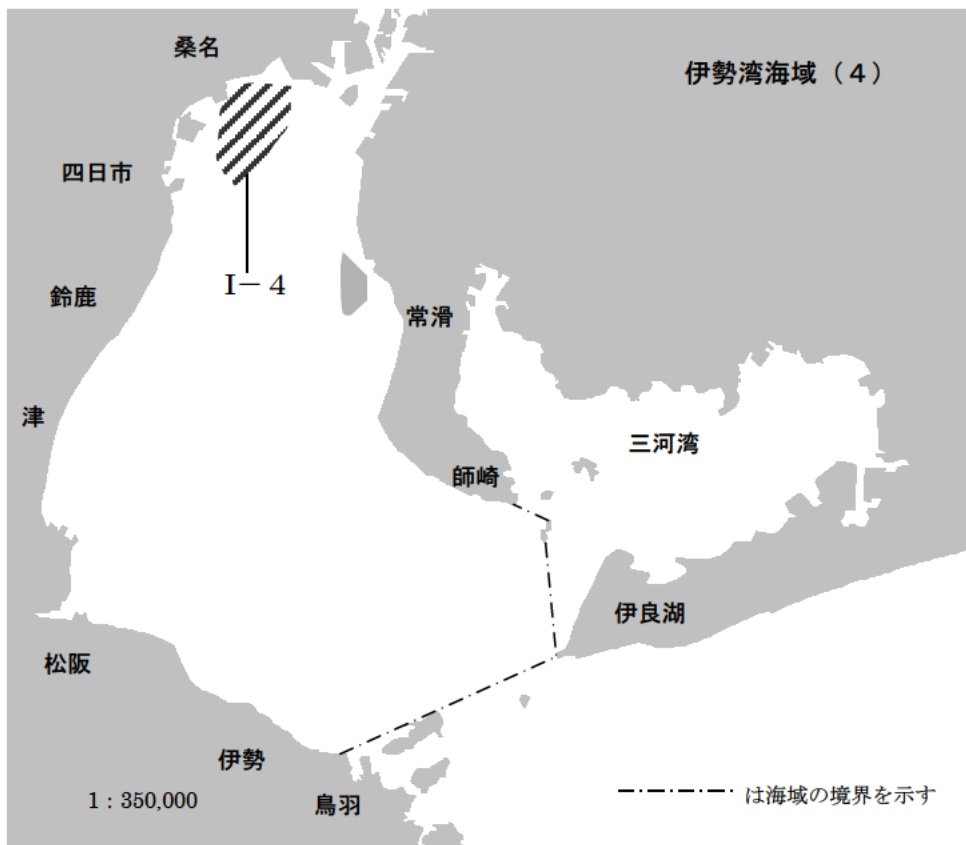 桑名
伊勢湾海域（４）
四日市
I－４
鈴鹿
常滑
津
三河湾
師崎
伊良湖
松阪
伊勢
1：350,000
鳥羽
は海域の境界を示す